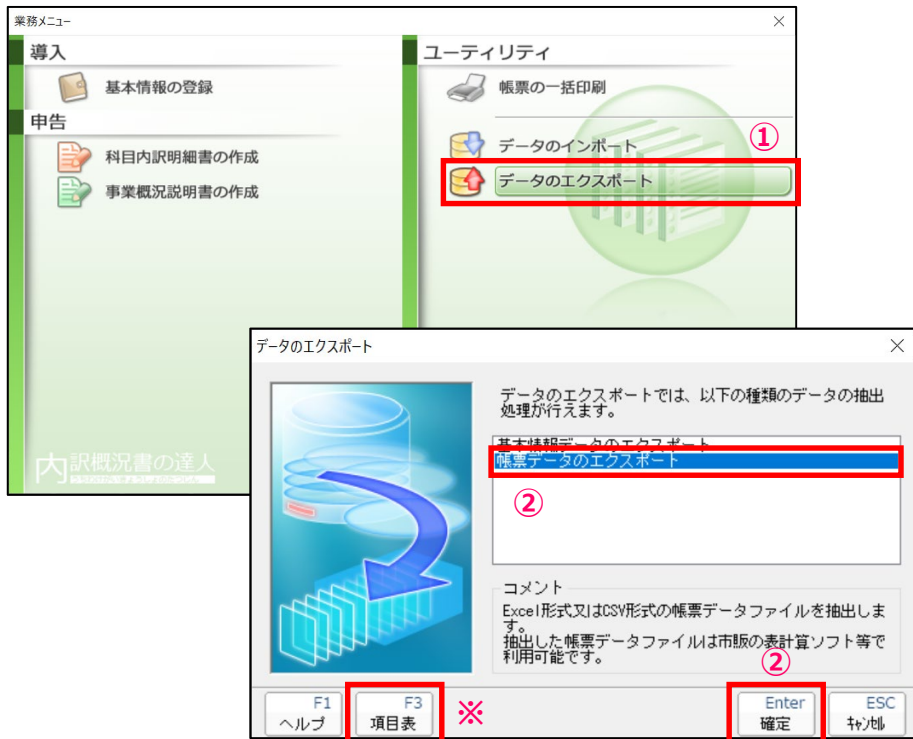 業務メニュー
導入
基本情報の登録
申告
科目内訳明細書の作成
事業概況説明書の作成
ユーティリティ
帳票の一括印刷
①
データのインポート
データのエクスポート
内訳概況書の達人
データのエクスポート
データのエクスポートでは、以下の種類のデータの抽出
処理が行えます。
基本情報データのエクスポート
帳票データのエクスポート
②
コメント
Excel形式又はCSV形式の帳票データファイルを抽出しま
す。
抽出した帳票データファイルは市販の表計算ソフト等で
利用可能です。
②
F1
ヘルプ
F3
項目表
※
Enter
確定
ESC
キャンセル